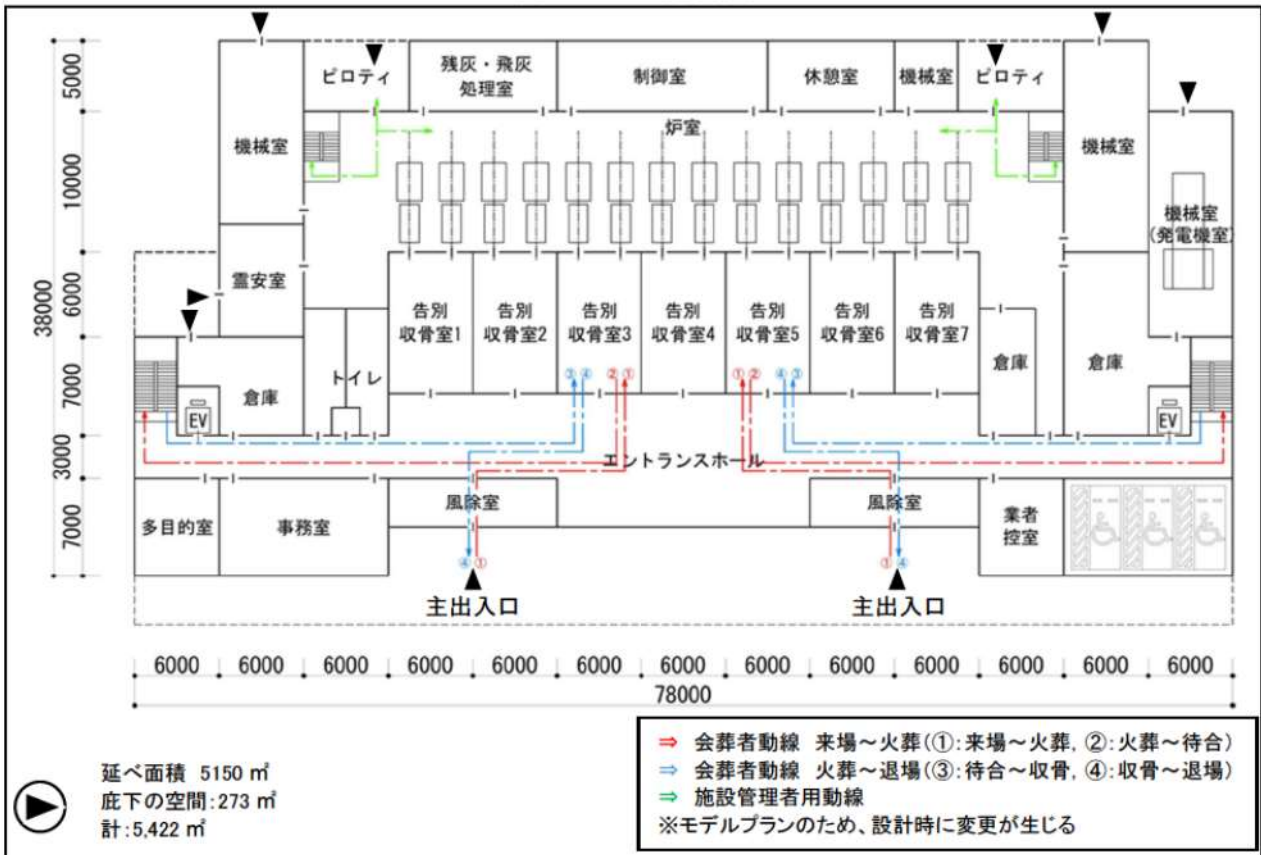 ピロティ
残灰・飛灰
処理室
制御室
休憩室
機械室
ピロティ
5000
機械室
炉室
機械室
10000
機械室
(発電機室)
38000
霊安室
6000
告別
収骨室1
告別
収骨室2
告別
収骨室3
告別
収骨室4
告別
収骨室5
告別
収骨室6
告別
収骨室7
倉庫
倉庫
7000
倉庫
トイレ
③④ ②① ①② ④③
EV
EV
3000
エントランスホール
7000
多目的室
事務室
風除室
風除室
業者
控室
④① ①④
主出入口
主出入口
6000 6000 6000 6000 6000 6000 6000 6000 6000 6000 6000 6000 6000
78000
⇒ 会葬者動線 来場~火葬(①:来場~火葬, ②:火葬~待合)
⇒ 会葬者動線 火葬~退場(③:待合~収骨, ④:収骨~退場)
⇒ 施設管理者用動線
※モデルプランのため、設計時に変更が生じる
延べ面積 5150 ㎡
庇下の空間:273 ㎡
計:5,422 ㎡